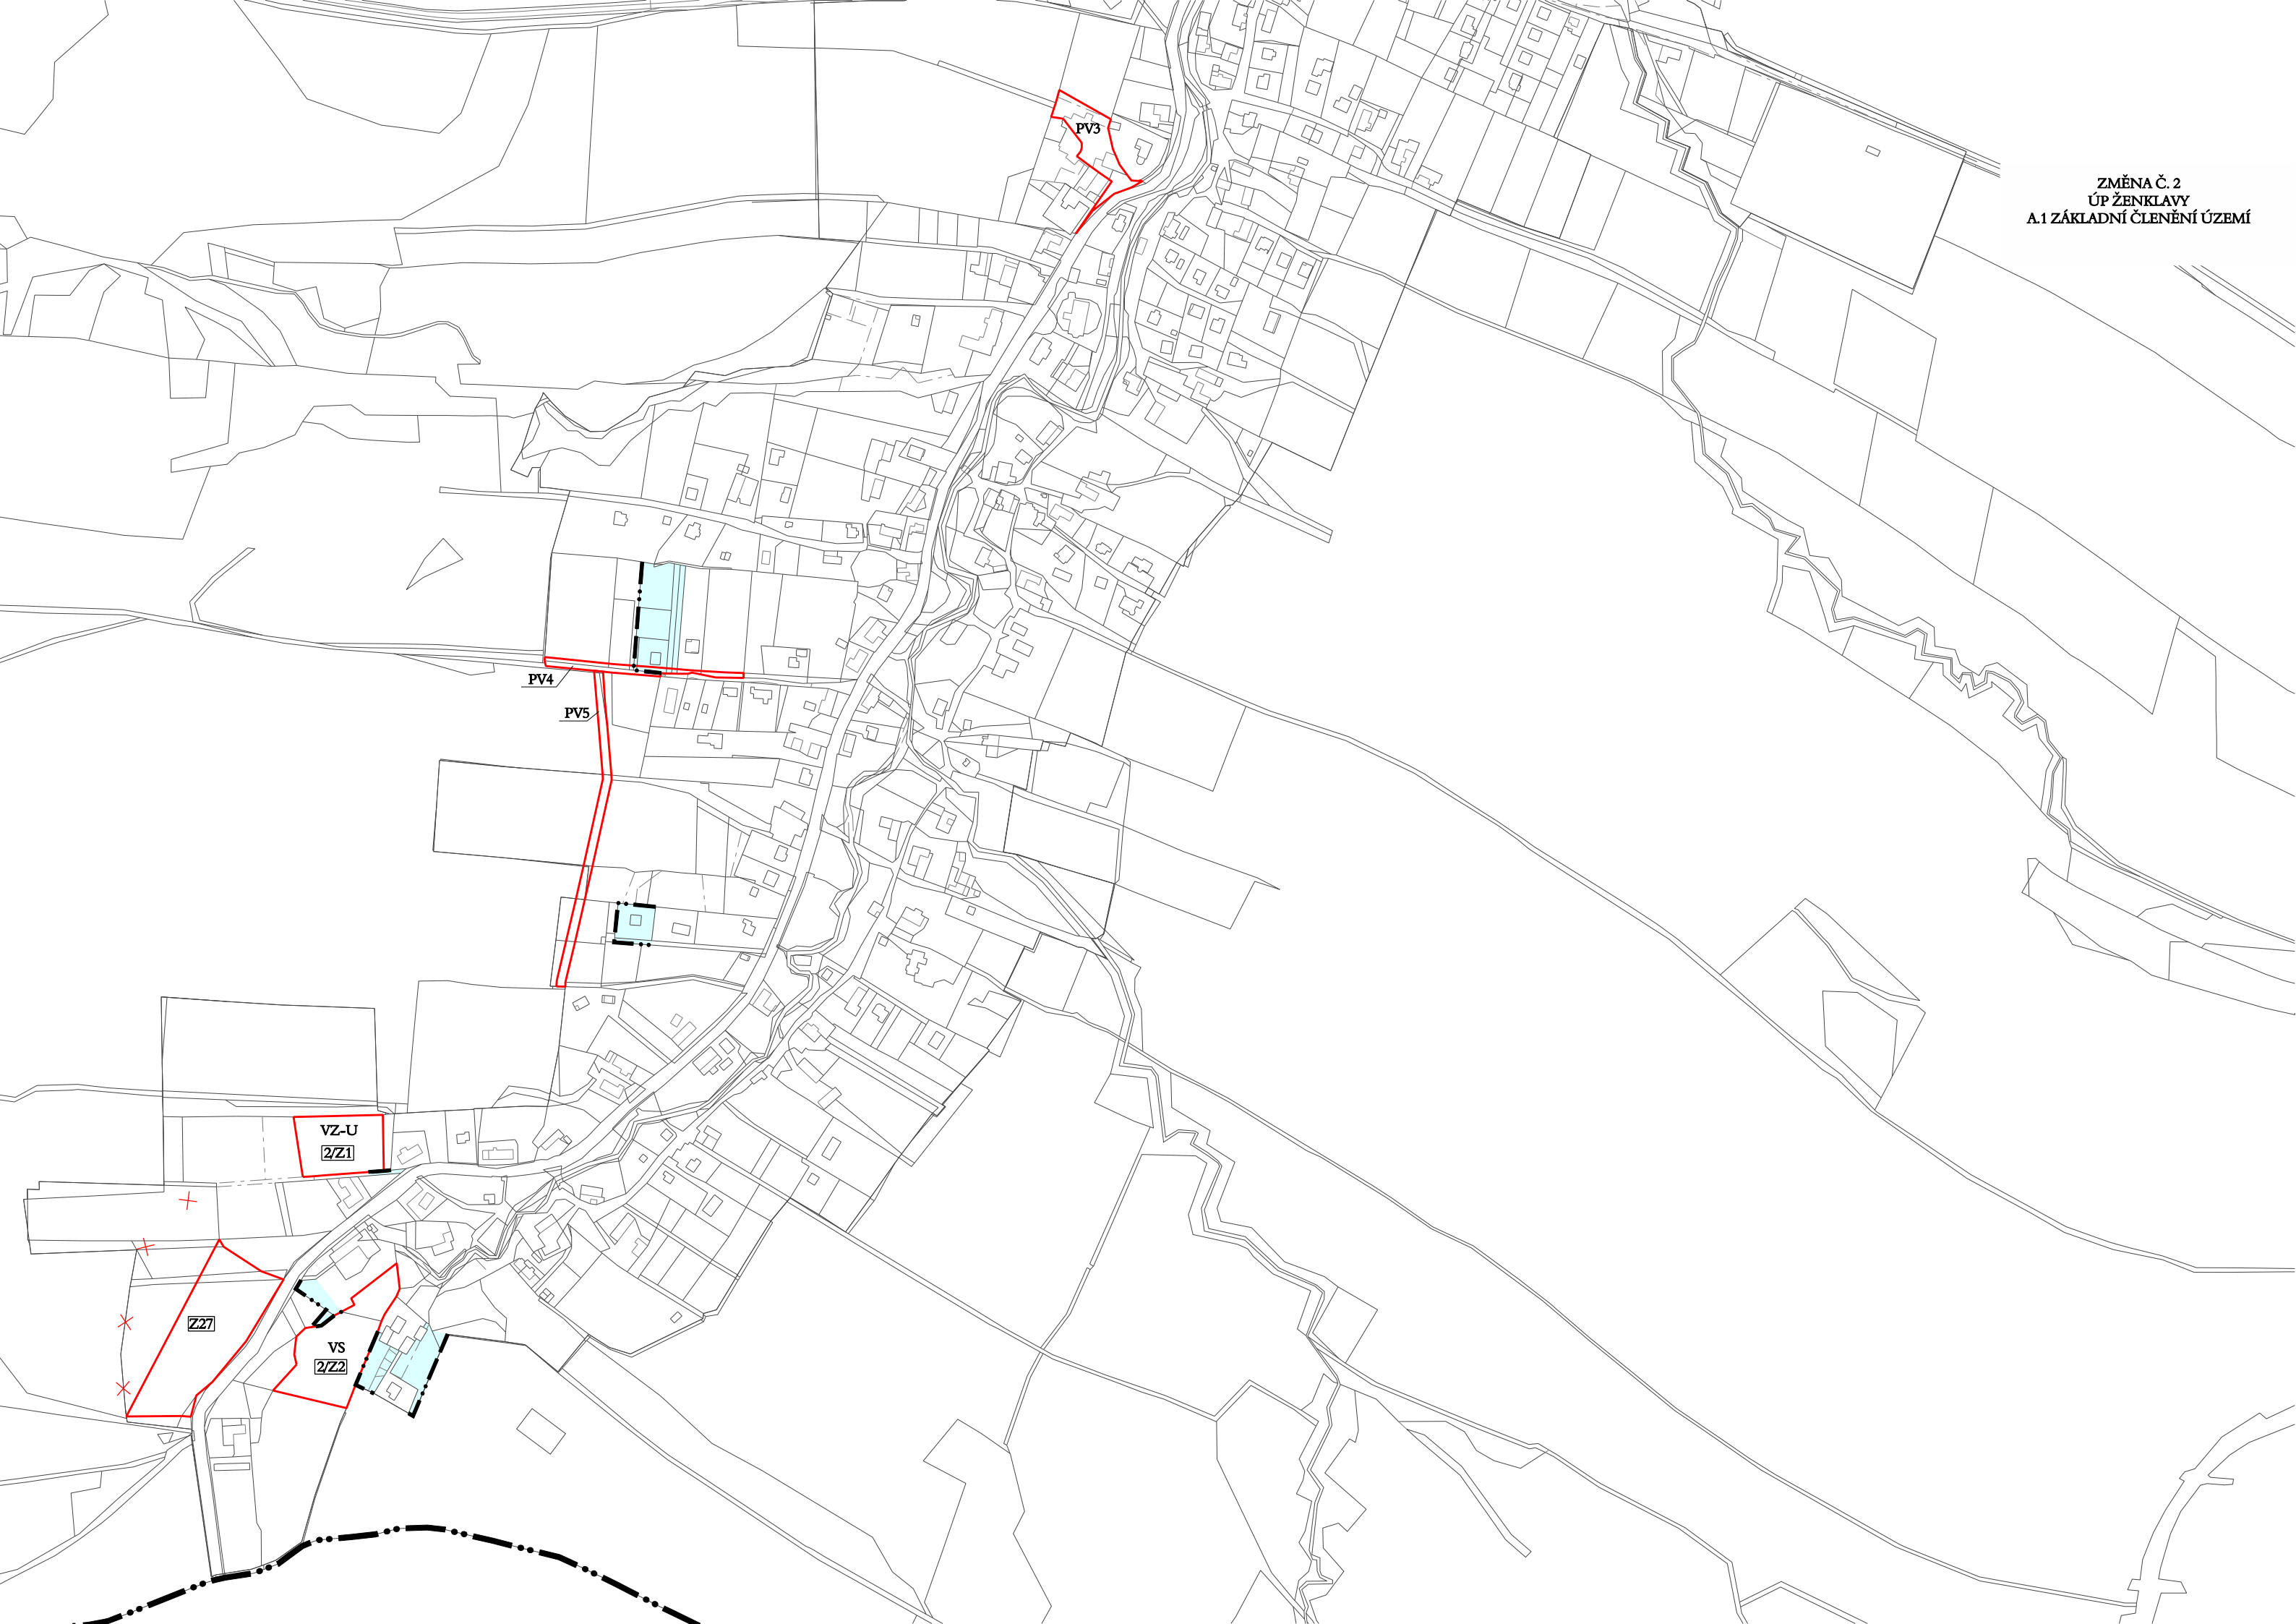 PV3
ZMĚNA Č. 2
ÚP ŽENKLAVY
A.1 ZÁKLADNÍ ČLENĚNÍ ÚZEMÍ
PV4
PV5
VZ-U
2/Z1
Z27
VS
2/Z2